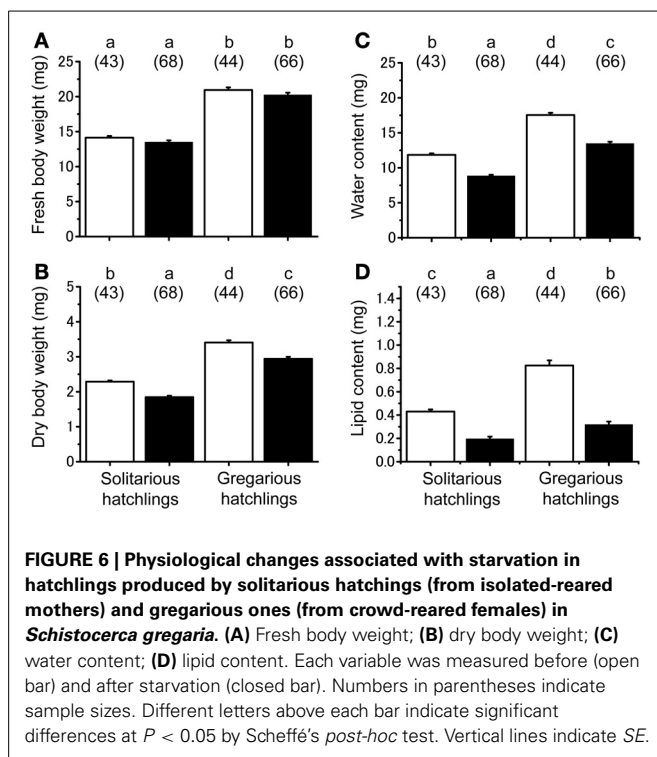 A
a a b b
(43) (68) (44) (66)
Fresh body weight (mg)
25
20
15
10
5
0
C
b a d c
(43) (68) (44) (66)
Water content (mg)
25
20
15
10
5
0
B
b a d c
(43) (68) (44) (66)
Dry body weight (mg)
5
4
3
2
1
0
Solitarious hatchlings
Gregarious hatchlings
D
c a d b
(43) (68) (44) (66)
Lipid content (mg)
1.4
1.2
1.0
0.8
0.6
0.4
0.2
0.0
Solitarious hatchlings
Gregarious hatchlings
FIGURE 6 | Physiological changes associated with starvation in
hatchlings produced by solitarious hatchings (from isolated-reared
mothers) and gregarious ones (from crowd-reared females) in
Schistocerca gregaria. (A) Fresh body weight; (B) dry body weight; (C)
water content; (D) lipid content. Each variable was measured before (open
bar) and after starvation (closed bar). Numbers in parentheses indicate
sample sizes. Different letters above each bar indicate significant
differences at P < 0.05 by Scheffé's post-hoc test. Vertical lines indicate SE.